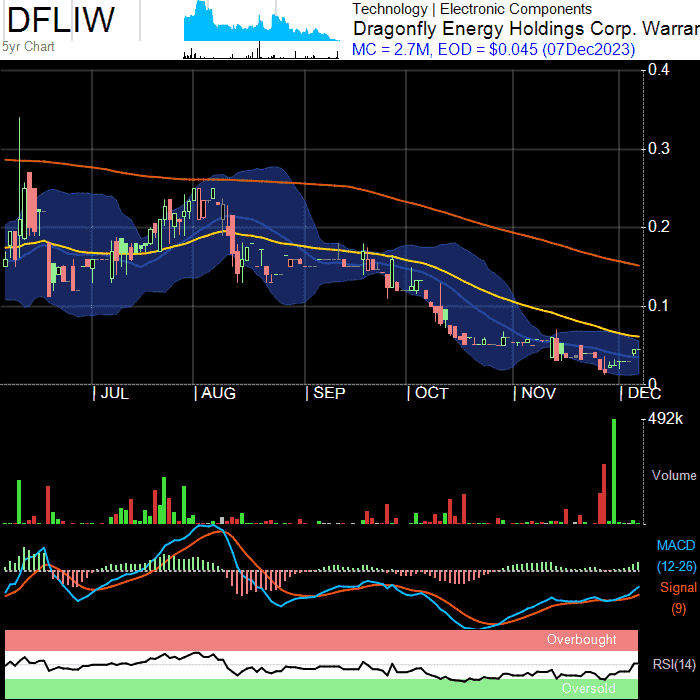 DFLIW
5yr Chart
Technology | Electronic Components
Dragonfly Energy Holdings Corp. Warrar
MC = 2.7M, EOD = $0.045 (07Dec2023)
0.4
0.3
0.2
0.1
0
| JUL | AUG | SEP | OCT | NOV | DEC
492k
Volume
MACD
(12-26)
Signal
(9)
Overbought
RSI(14)
Oversold